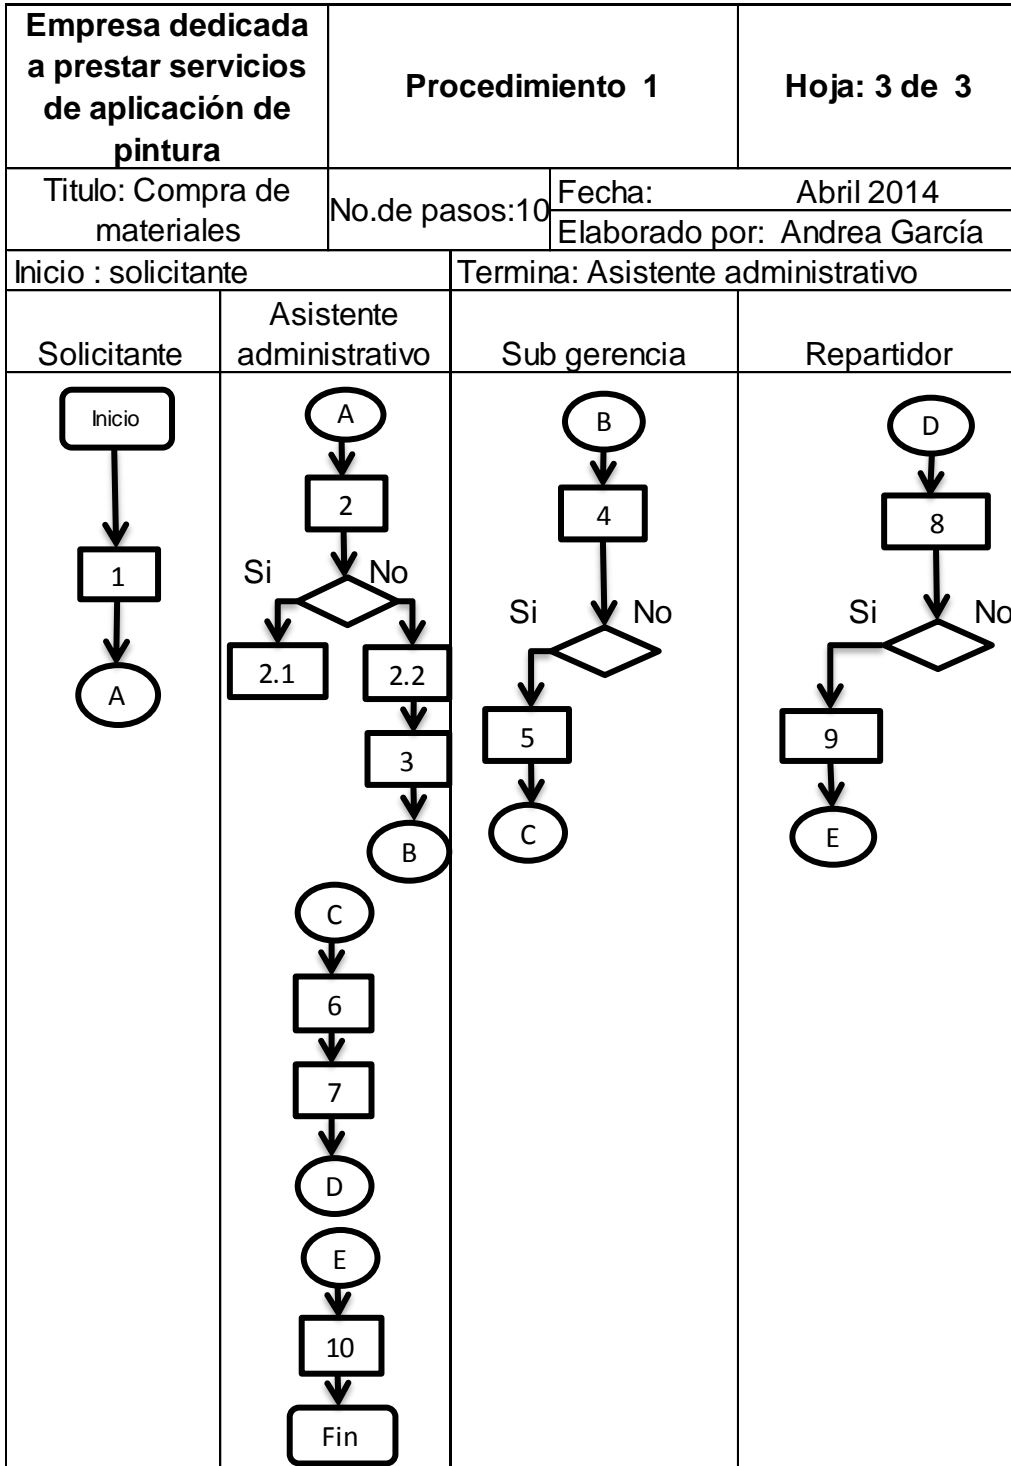 Empresa dedicada
a prestar servicios
de aplicación de
pintura
Procedimiento 1
Hoja: 3 de 3
Titulo: Compra de
materiales
No.de pasos:10
Fecha: Abril 2014
Elaborado por: Andrea García
Inicio : solicitante
Termina: Asistente administrativo
Solicitante
Asistente
administrativo
Sub gerencia
Repartidor
Inicio
1
A
A
2
Si
No
2.1
2.2
3
B
C
6
7
D
E
10
Fin
B
4
Si
No
5
C
D
8
Si
No
9
E